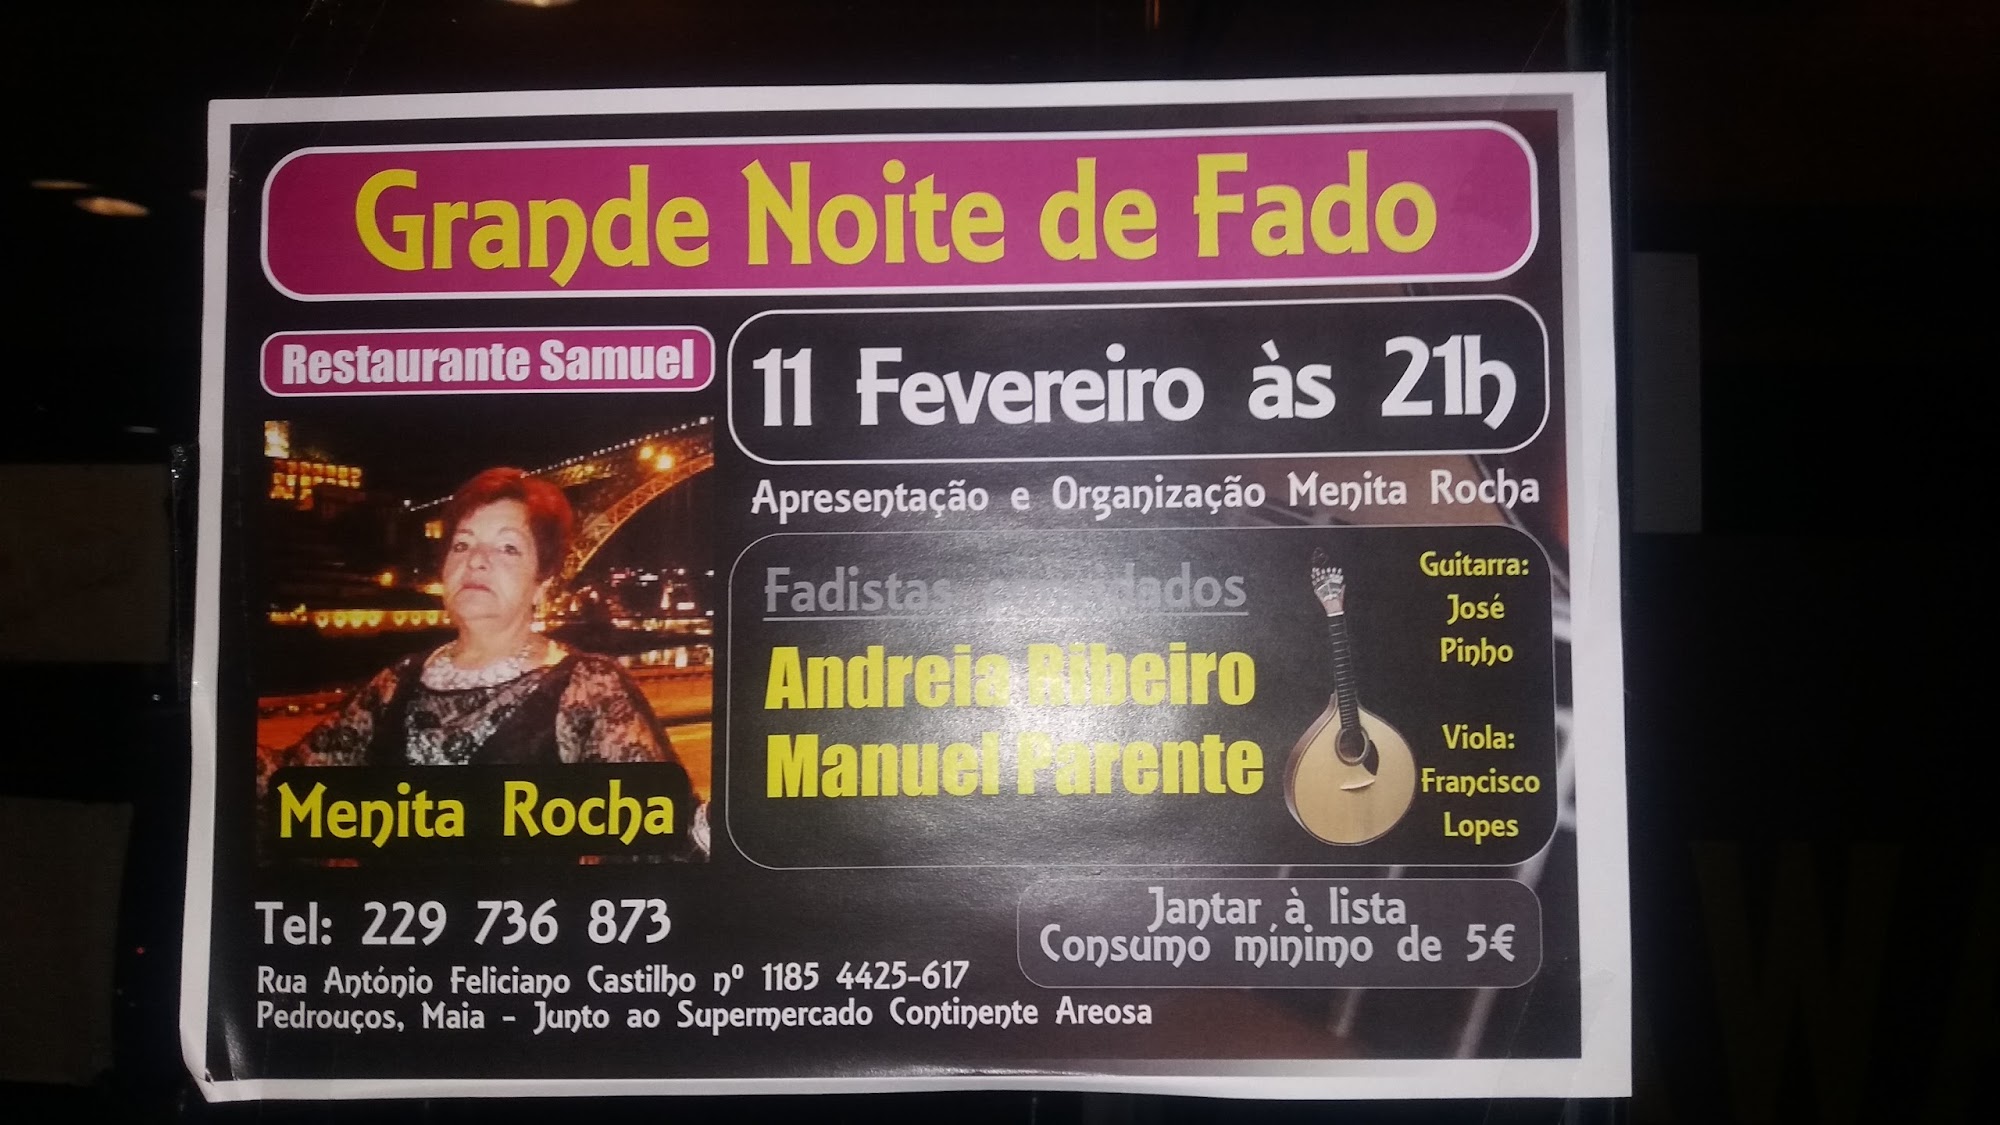 Grande Noite de Fado
Restaurante Samuel
11 Fevereiro às 21h
Apresentação e Organização Menita Rocha
Fadistas
Andreia Ribeiro
Manuel Parente
Guitarra:
José
Pinho
Viola:
Francisco
Lopes
Menita Rocha
Tel: 229 736 873
Rua António Feliciano Castilho nº 1185 4425-617
Pedrouços, Maia - Junto ao Supermercado Continente Areosa
Jantar à lista
Consumo mínimo de 5€